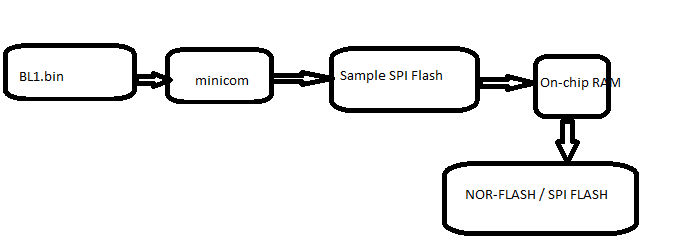 BL1.bin
minicom
Sample SPI Flash
On-chip RAM
NOR-FLASH / SPI FLASH